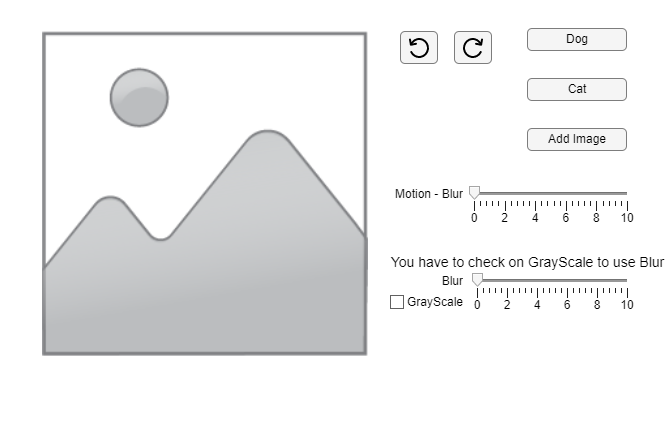 Dog
Cat
Add Image
Motion - Blur
0 2 4 6 8 10
You have to check on GrayScale to use Blur
Blur
GrayScale
0 2 4 6 8 10